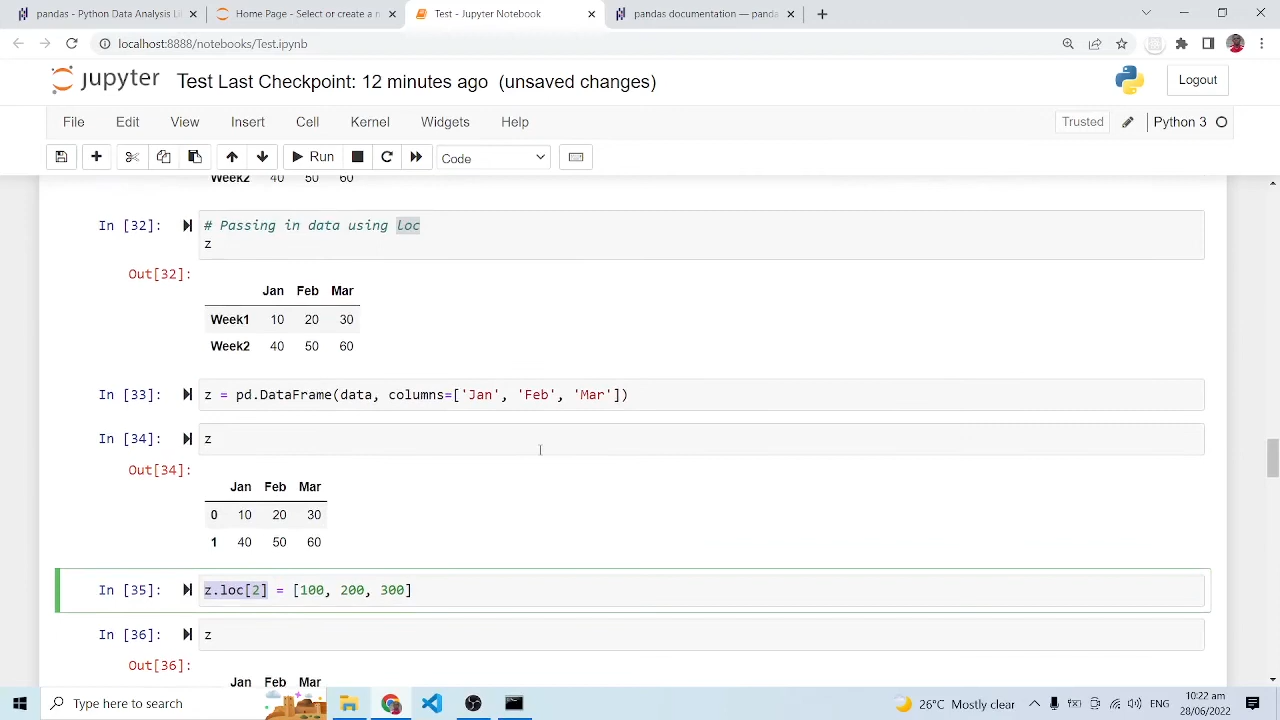 pandas - Python Data Analysis Li
Home Page - Select or create a n
Test - Jupyter Notebook
pandas documentation — panda
localhost:8888/notebooks/Test.ipynb
jupyter Test Last Checkpoint: 12 minutes ago (unsaved changes)
Logout
File Edit View Insert Cell Kernel Widgets Help
Trusted
Python 3
Run
Code
Week2 40 50 60
In [32]: # Passing in data using loc
z
Out[32]:
Jan Feb Mar
Week1 10 20 30
Week2 40 50 60
In [33]: z = pd.DataFrame(data, columns=['Jan', 'Feb', 'Mar'])
In [34]: z
Out[34]:
Jan Feb Mar
0 10 20 30
1 40 50 60
In [35]: z.loc[2] = [100, 200, 300]
In [36]: z
Out[36]:
Jan Feb Mar
Type here to search
26°C Mostly clear
ENG
10:22 am
28/06/2022